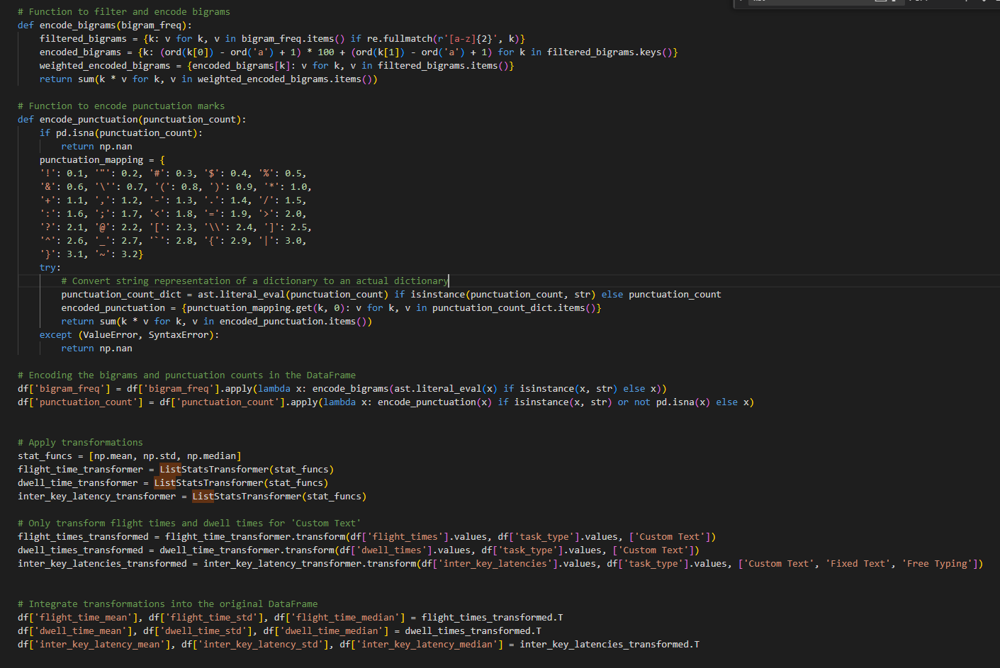 # Function to filter and encode bigrams
def encode_bigrams(bigram_freq):
    filtered_bigrams = {k: v for k, v in bigram_freq.items() if re.fullmatch(r'[a-z]{2}', k)}
    encoded_bigrams = {k: (ord(k[0]) - ord('a') + 1) * 100 + (ord(k[1]) - ord('a') + 1) for k in filtered_bigrams.keys()}
    weighted_encoded_bigrams = {encoded_bigrams[k]: v for k, v in filtered_bigrams.items()}
    return sum(k * v for k, v in weighted_encoded_bigrams.items())
# Function to encode punctuation marks
def encode_punctuation(punctuation_count):
    if pd.isna(punctuation_count):
        return np.nan
    punctuation_mapping = {
    '!': 0.1, '"': 0.2, '#': 0.3, '$': 0.4, '%': 0.5,
    '&': 0.6, '\'': 0.7, '(': 0.8, ')': 0.9, '*': 1.0,
    '+': 1.1, ',': 1.2, '-': 1.3, '.': 1.4, '/': 1.5,
    ':': 1.6, ';': 1.7, '<': 1.8, '=': 1.9, '>': 2.0,
    '?': 2.1, '@': 2.2, '[': 2.3, '\\': 2.4, ']': 2.5,
    '^': 2.6, '_': 2.7, '`': 2.8, '{': 2.9, '|': 3.0,
    '}': 3.1, '~': 3.2}
    try:
        # Convert string representation of a dictionary to an actual dictionary
        punctuation_count_dict = ast.literal_eval(punctuation_count) if isinstance(punctuation_count, str) else punctuation_count
        encoded_punctuation = {punctuation_mapping.get(k, 0): v for k, v in punctuation_count_dict.items()}
        return sum(k * v for k, v in encoded_punctuation.items())
    except (ValueError, SyntaxError):
        return np.nan
# Encoding the bigrams and punctuation counts in the DataFrame
df['bigram_freq'] = df['bigram_freq'].apply(lambda x: encode_bigrams(ast.literal_eval(x) if isinstance(x, str) else x))
df['punctuation_count'] = df['punctuation_count'].apply(lambda x: encode_punctuation(x) if isinstance(x, str) or not pd.isna(x) else x)
# Apply transformations
stat_funcs = [np.mean, np.std, np.median]
flight_time_transformer = ListStatsTransformer(stat_funcs)
dwell_time_transformer = ListStatsTransformer(stat_funcs)
inter_key_latency_transformer = ListStatsTransformer(stat_funcs)
# Only transform flight times and dwell times for 'Custom Text'
flight_times_transformed = flight_time_transformer.transform(df['flight_times'].values, df['task_type'].values, ['Custom Text'])
dwell_times_transformed = dwell_time_transformer.transform(df['dwell_times'].values, df['task_type'].values, ['Custom Text'])
inter_key_latencies_transformed = inter_key_latency_transformer.transform(df['inter_key_latencies'].values, df['task_type'].values, ['Custom Text', 'Fixed Text', 'Free Typing'])
# Integrate transformations into the original DataFrame
df['flight_time_mean'], df['flight_time_std'], df['flight_time_median'] = flight_times_transformed.T
df['dwell_time_mean'], df['dwell_time_std'], df['dwell_time_median'] = dwell_times_transformed.T
df['inter_key_latency_mean'], df['inter_key_latency_std'], df['inter_key_latency_median'] = inter_key_latencies_transformed.T